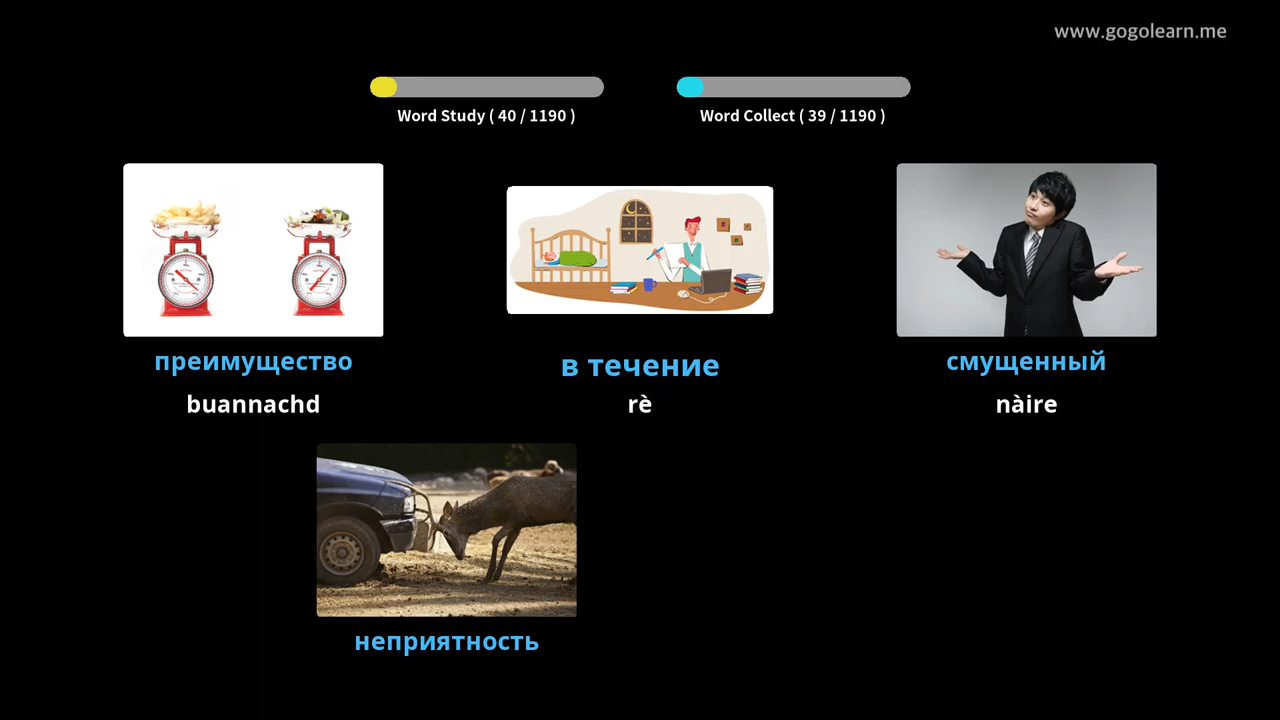 www.gogolearn.me
Word Study ( 40 / 1190 )
Word Collect ( 39 / 1190 )
преимущество
в течение
смущенный
buannachd
rè
nàire
неприятность